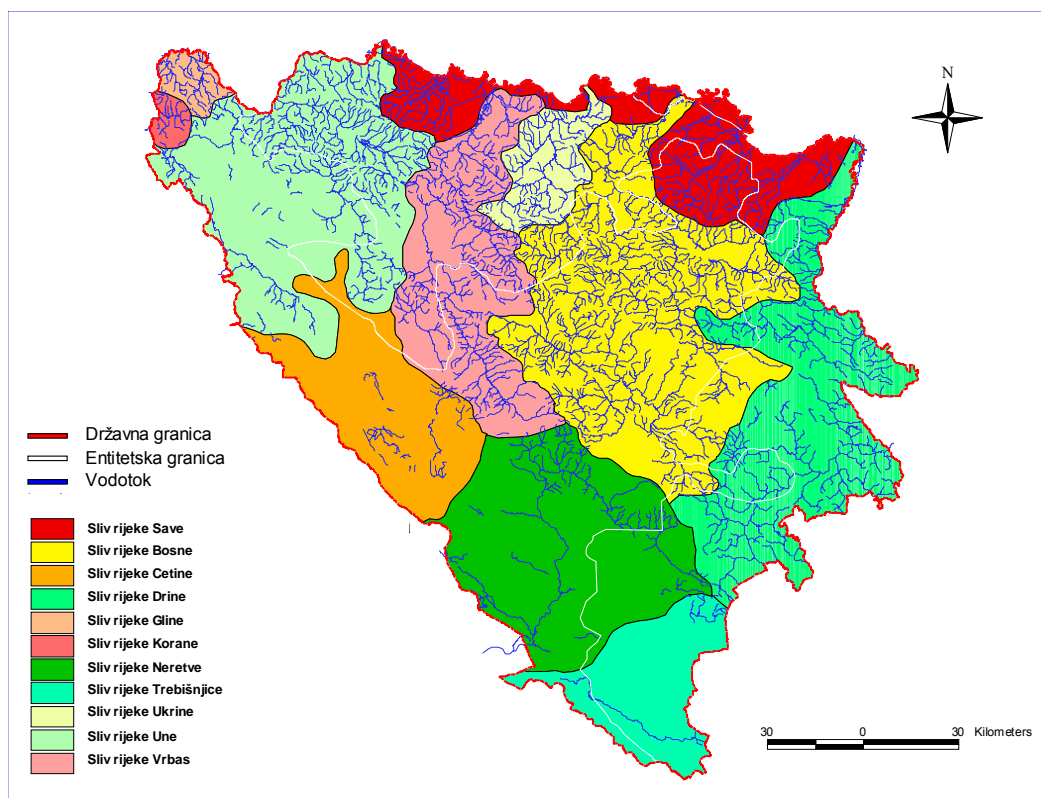 N
Državna granica
Entitetska granica
Vodotok
Sliv rijeke Save
Sliv rijeke Bosne
Sliv rijeke Cetine
Sliv rijeke Drine
Sliv rijeke Gline
Sliv rijeke Korane
Sliv rijeke Neretve
Sliv rijeke Trebišnjice
Sliv rijeke Ukrine
Sliv rijeke Une
Sliv rijeke Vrbas
30 0 30 Kilometers